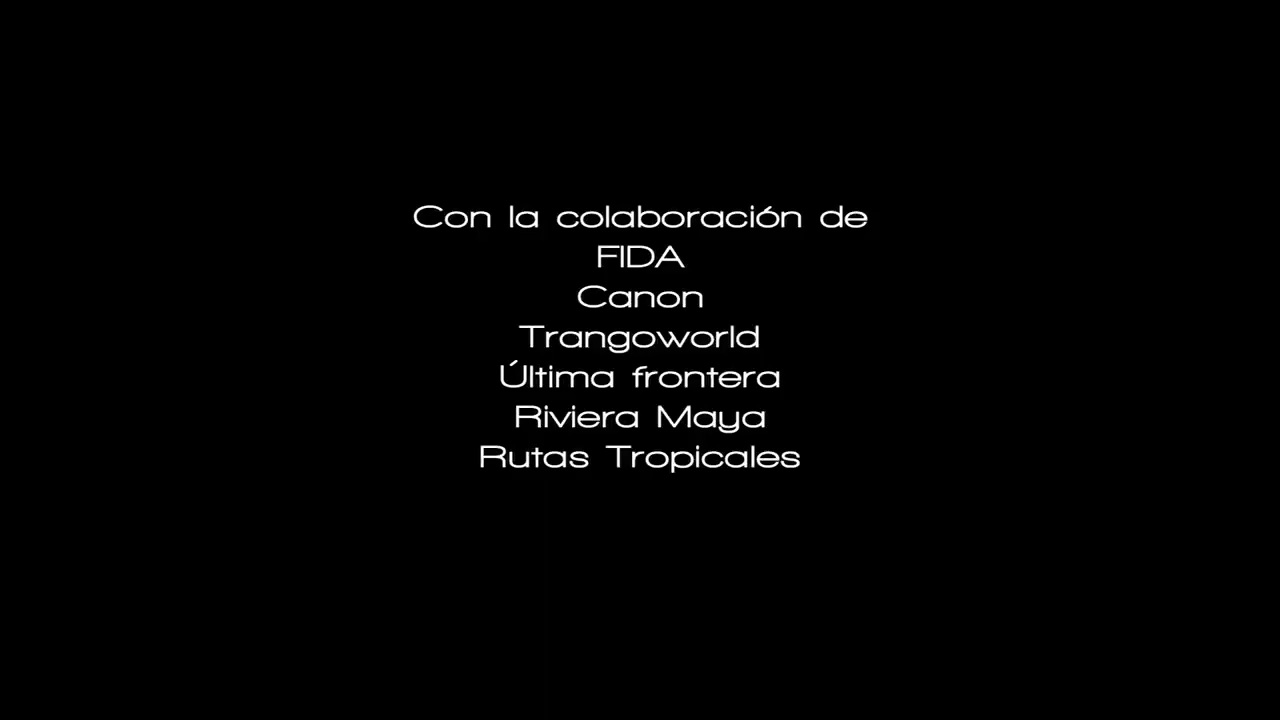 Con la colaboración de
FIDA
Canon
Trangoworld
Última frontera
Riviera Maya
Rutas Tropicales